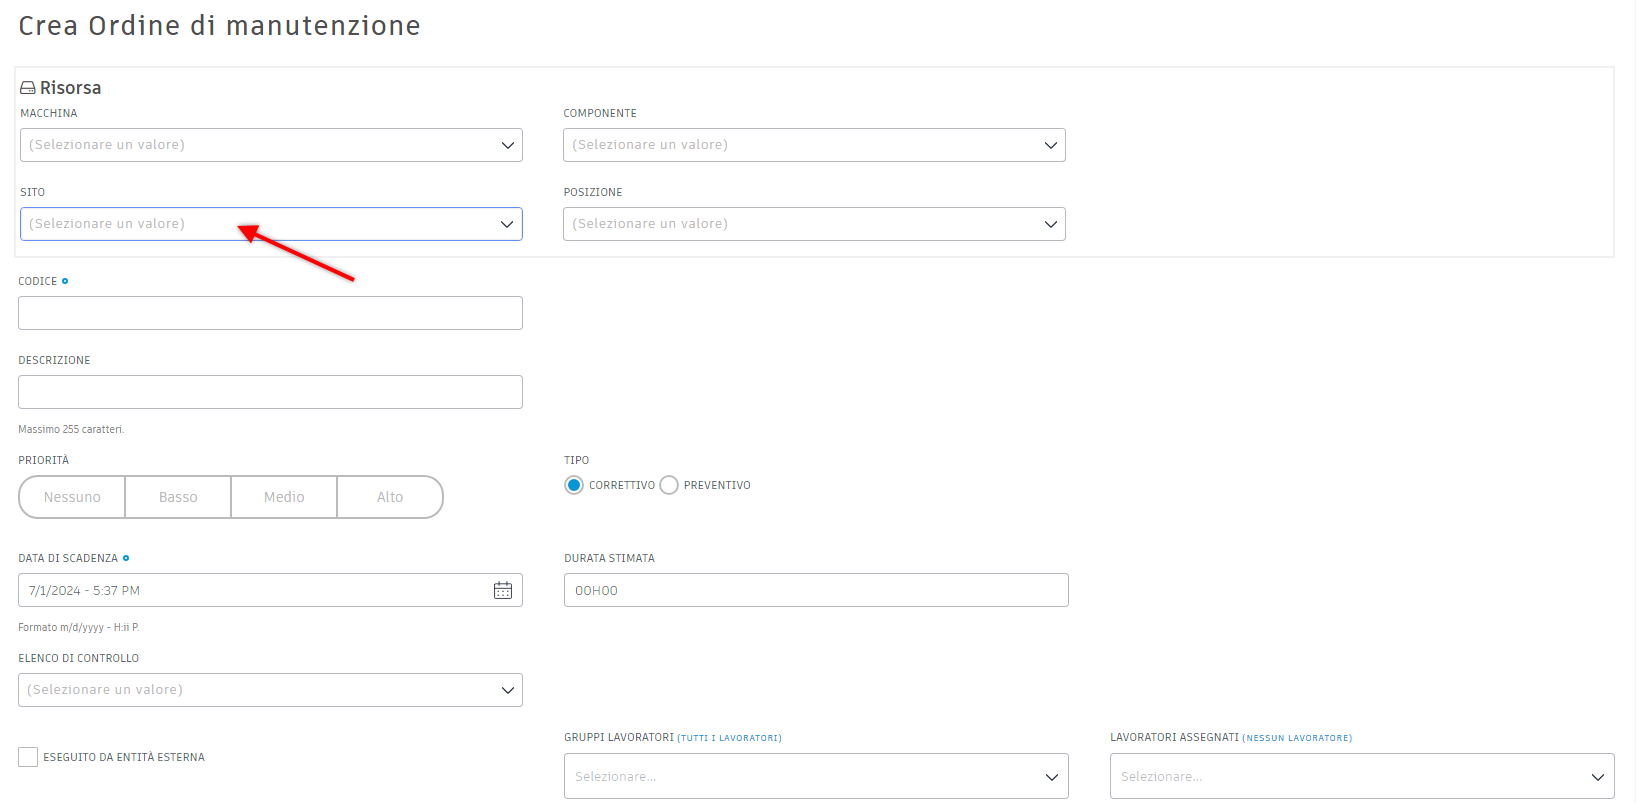 Crea Ordine di manutenzione
Risorsa
MACCHINA
COMPONENTE
(Selezionare un valore)
(Selezionare un valore)
SITO
POSIZIONE
(Selezionare un valore)
(Selezionare un valore)
CODICE
DESCRIZIONE
Massimo 255 caratteri.
PRIORITÀ
TIPO
Nessuno Basso Medio Alto
CORRETTIVO PREVENTIVO
DATA DI SCADENZA
DURATA STIMATA
7/1/2024 - 5:37 PM
00H00
Formato m/d/yyyy - H:ii P.
ELENCO DI CONTROLLO
(Selezionare un valore)
ESEGUITO DA ENTITÀ ESTERNA
GRUPPI LAVORATORI (TUTTI I LAVORATORI)
LAVORATORI ASSEGNATI (NESSUN LAVORATORE)
Selezionare...
Selezionare...